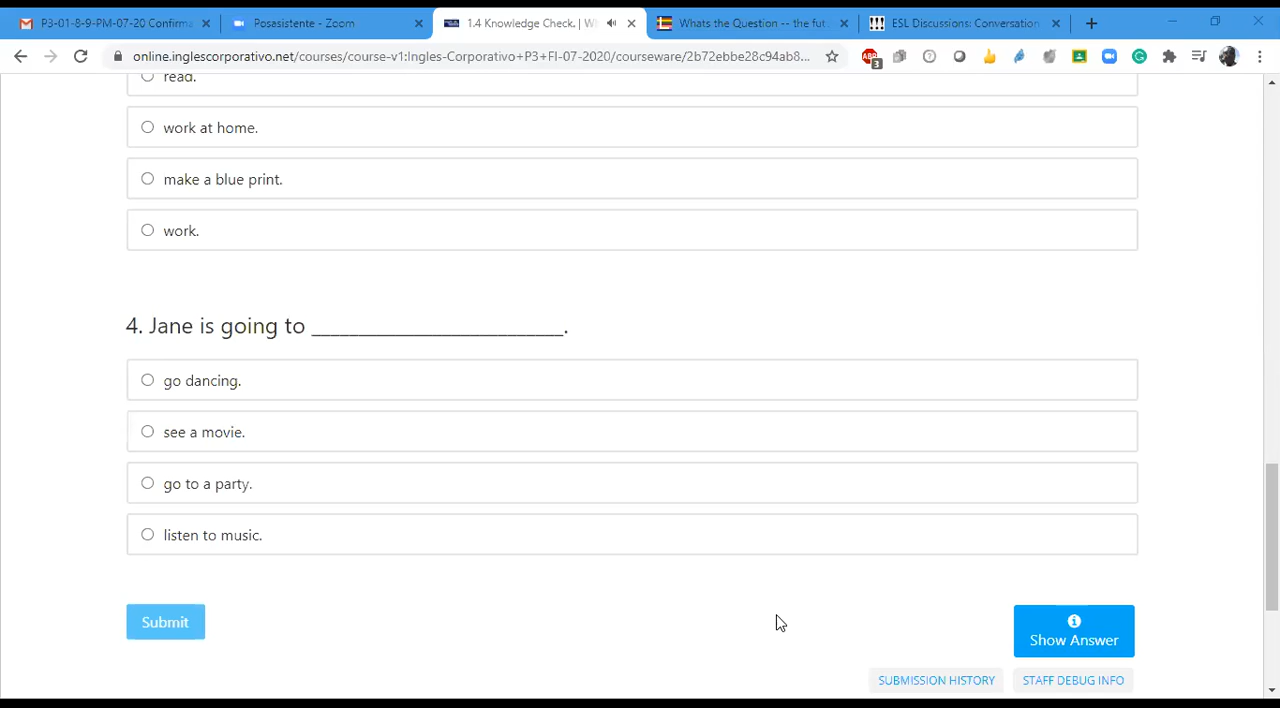 P3-01-8-9-PM-07-20 Confirma
Posasistente - Zoom
1.4 Knowledge Check. | W
Whats the Question -- the fut
ESL Discussions: Conversation
online.inglescorporativo.net/courses/course-v1:Ingles-Corporativo+P3+FI-07-2020/courseware/2b72ebbe28c94ab8...
ABP
3
read.
work at home.
make a blue print.
work.
4. Jane is going to __________________________.
go dancing.
see a movie.
go to a party.
listen to music.
Submit
Show Answer
SUBMISSION HISTORY
STAFF DEBUG INFO